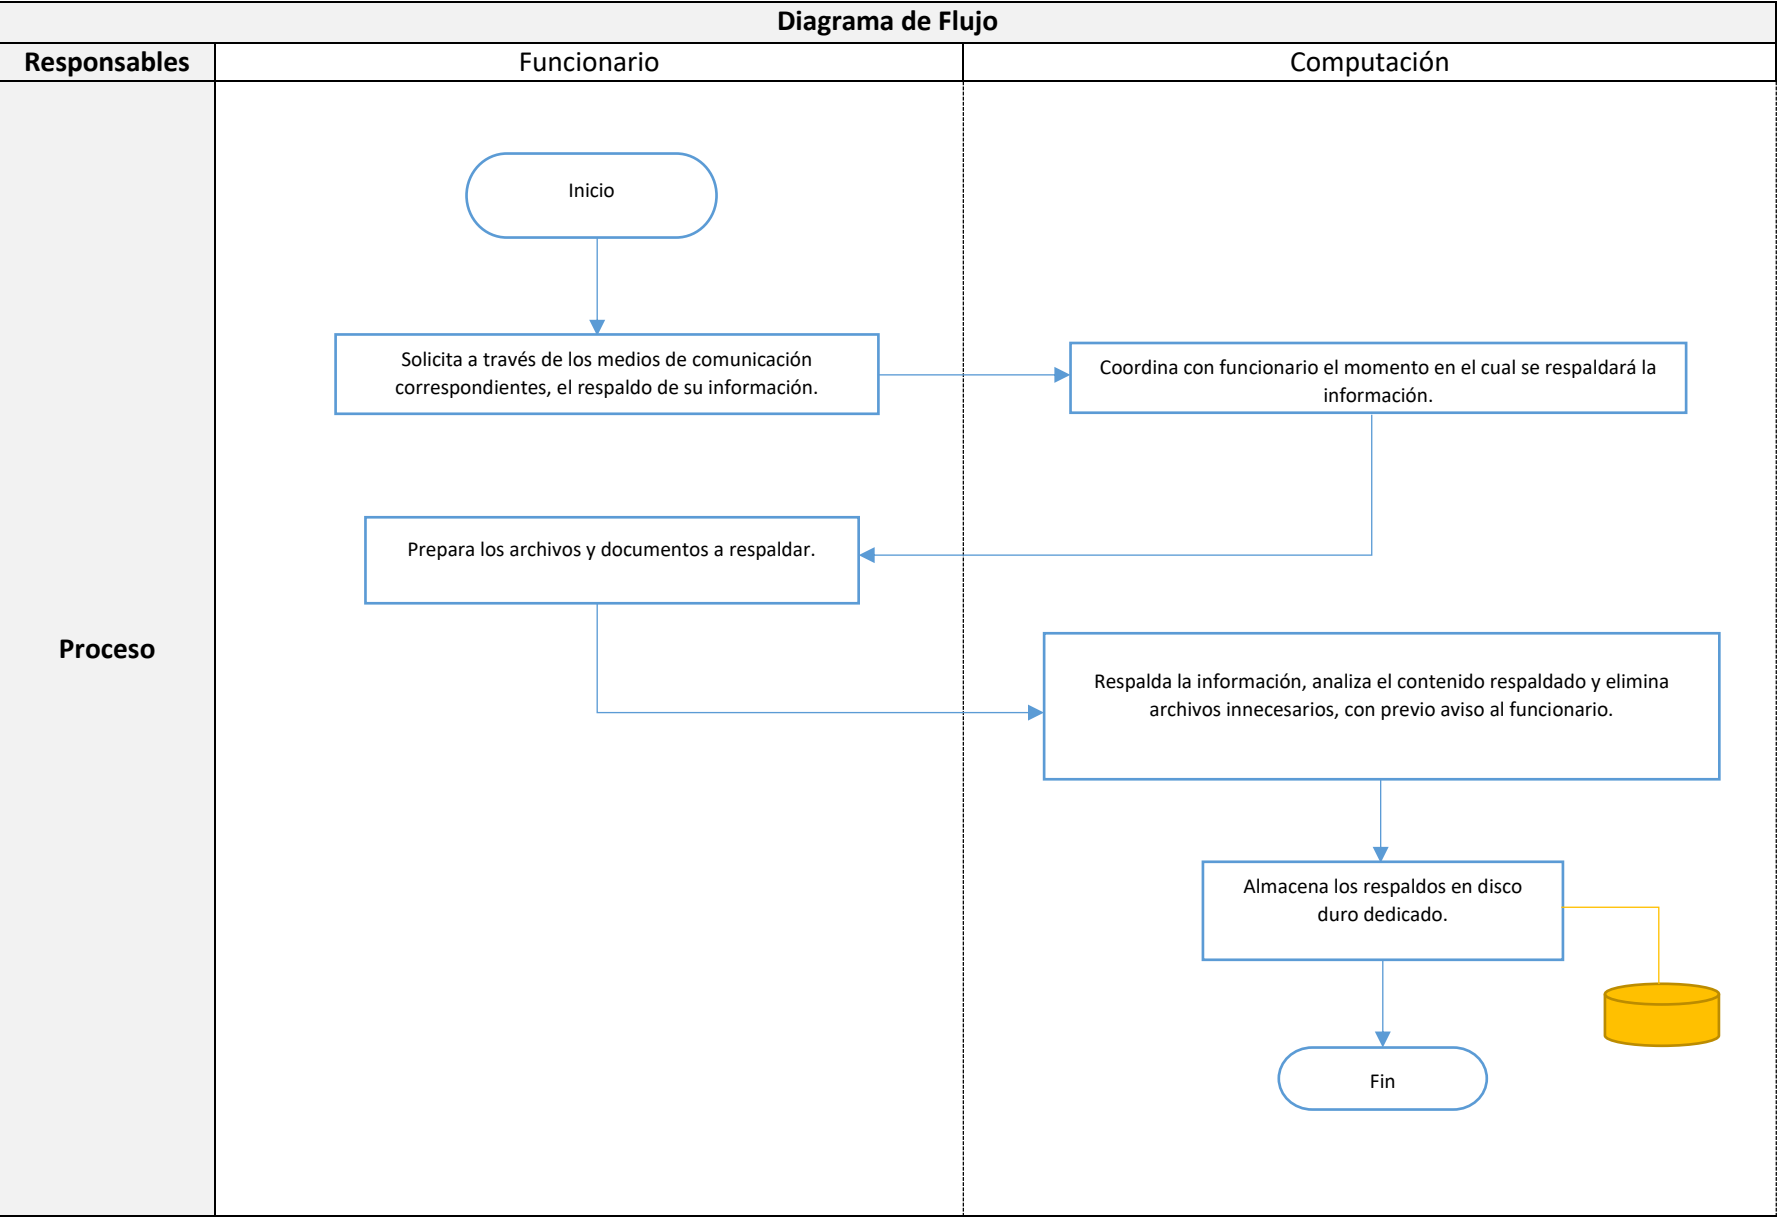 Diagrama de Flujo
Responsables
Funcionario
Computación
Proceso
Inicio
Solicita a través de los medios de comunicación
correspondientes, el respaldo de su información.
Coordina con funcionario el momento en el cual se respaldará la
información.
Prepara los archivos y documentos a respaldar.
Respalda la información, analiza el contenido respaldado y elimina
archivos innecesarios, con previo aviso al funcionario.
Almacena los respaldos en disco
duro dedicado.
Fin